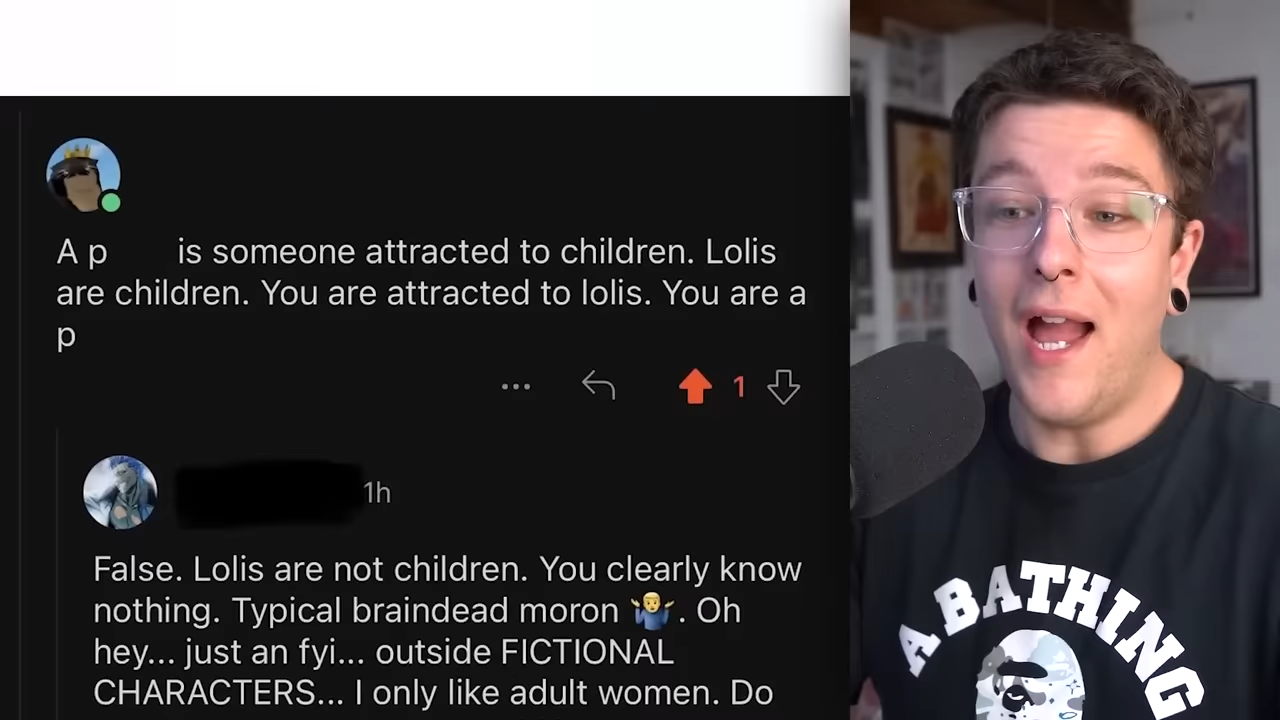 A p is someone attracted to children. Lolis
are children. You are attracted to lolis. You are a
p
1
1h
False. Lolis are not children. You clearly know
nothing. Typical braindead moron 🤷‍♂️. Oh
hey... just an fyi... outside FICTIONAL
CHARACTERS... I only like adult women. Do
A BATHING